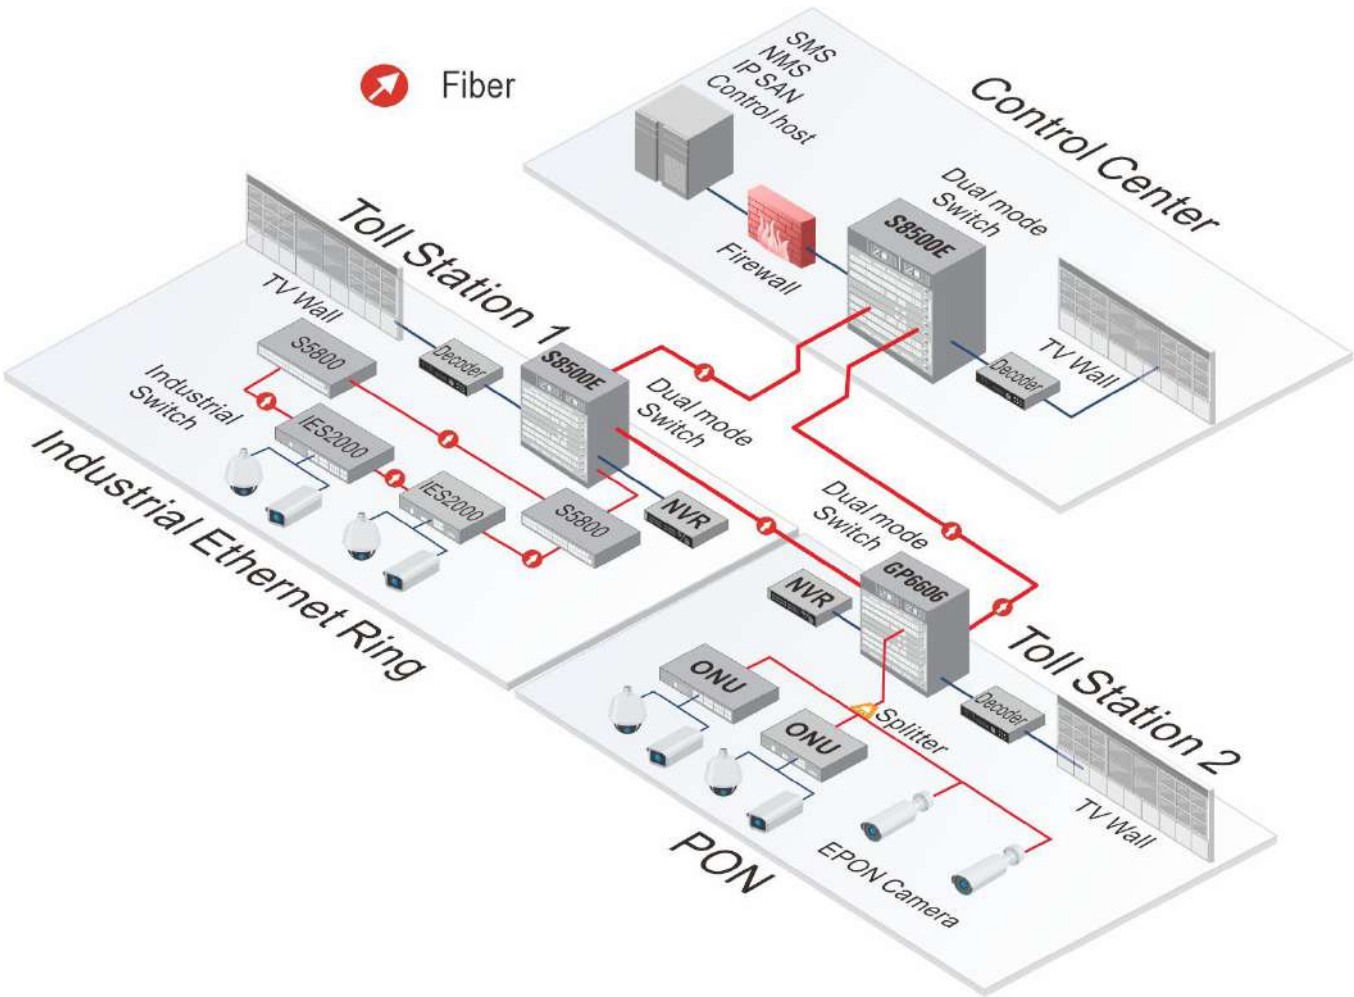 Fiber
SMS
NMS
IP SAN
Control host
Control Center
Dual mode
Switch
S8500E
Firewall
Decoder
TV Wall
Toll Station 1
TV Wall
Decoder
S8500E
Dual mode
Switch
S5800
Industrial
Switch
IES2000
IES2000
S5800
NVR
Industrial Ethernet Ring
Dual mode
Switch
GP6606
NVR
Toll Station 2
ONU
ONU
Splitter
Decoder
TV Wall
EPON Camera
PON